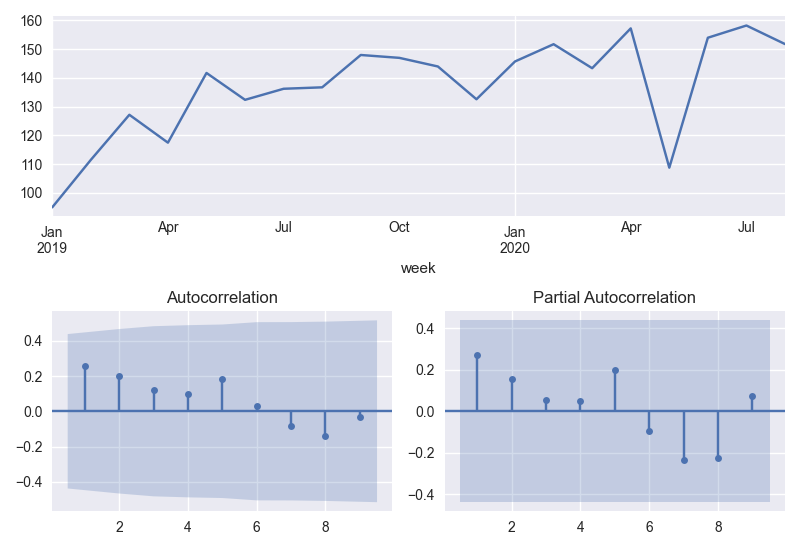 160
150
140
130
120
110
100
Jan
2019
Apr
Jul
Oct
Jan
2020
Apr
Jul
week
Autocorrelation
0.4
0.2
0.0
−0.2
−0.4
2 4 6 8
Partial Autocorrelation
0.4
0.2
0.0
−0.2
−0.4
2 4 6 8